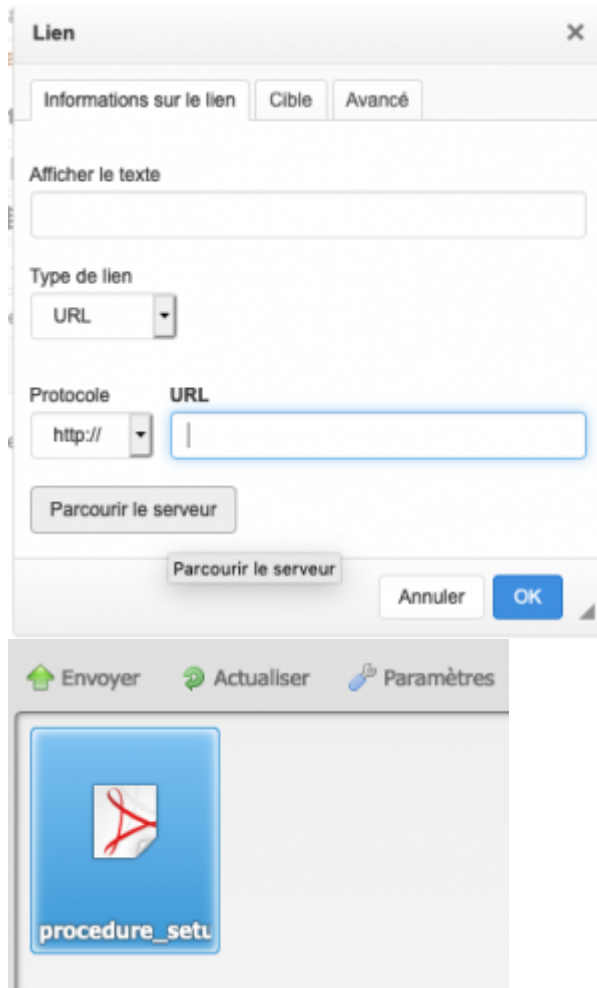 Lien
Informations sur le lien Cible Avancé
Afficher le texte
Type de lien
URL
Protocole URL
http://
Parcourir le serveur
Parcourir le serveur
Annuler OK
Envoyer Actualiser Paramètres
procedure_setu